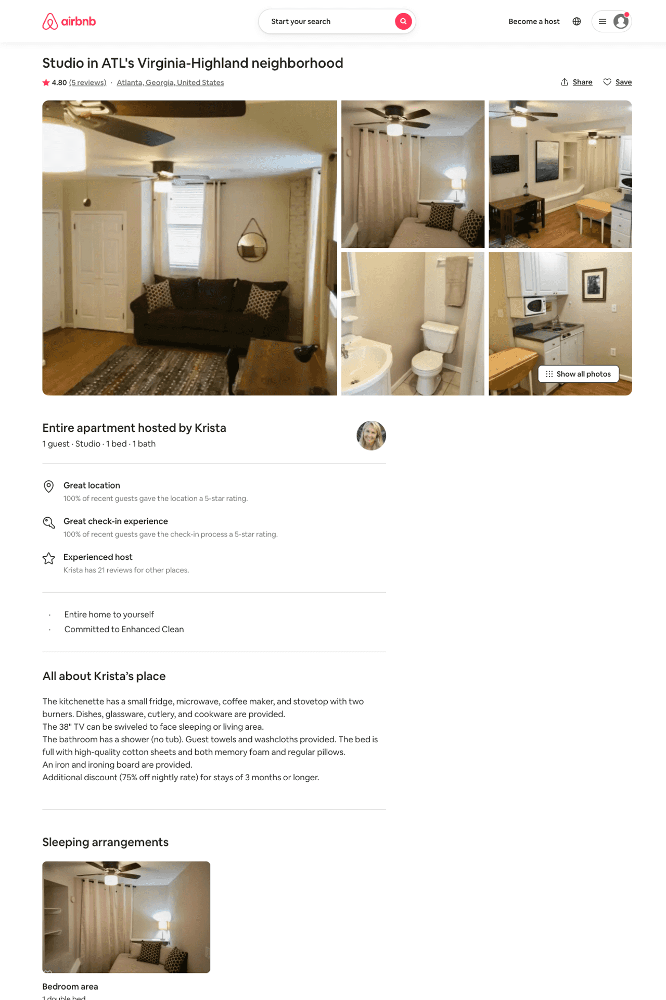 airbnb
Start your search
Become a host
Studio in ATL's Virginia-Highland neighborhood
4.80 (5 reviews) · Atlanta, Georgia, United States
Share
Save
Show all photos
Entire apartment hosted by Krista
1 guest · Studio · 1 bed · 1 bath
Great location
100% of recent guests gave the location a 5-star rating.
Great check-in experience
100% of recent guests gave the check-in process a 5-star rating.
Experienced host
Krista has 21 reviews for other places.
· Entire home to yourself
· Committed to Enhanced Clean
All about Krista’s place
The kitchenette has a small fridge, microwave, coffee maker, and stovetop with two
burners. Dishes, glassware, cutlery, and cookware are provided.
The 38" TV can be swiveled to face sleeping or living area.
The bathroom has a shower (no tub). Guest towels and washcloths provided. The bed is
full with high-quality cotton sheets and both memory foam and regular pillows.
An iron and ironing board are provided.
Additional discount (75% off nightly rate) for stays of 3 months or longer.
Sleeping arrangements
Bedroom area
1 double bed